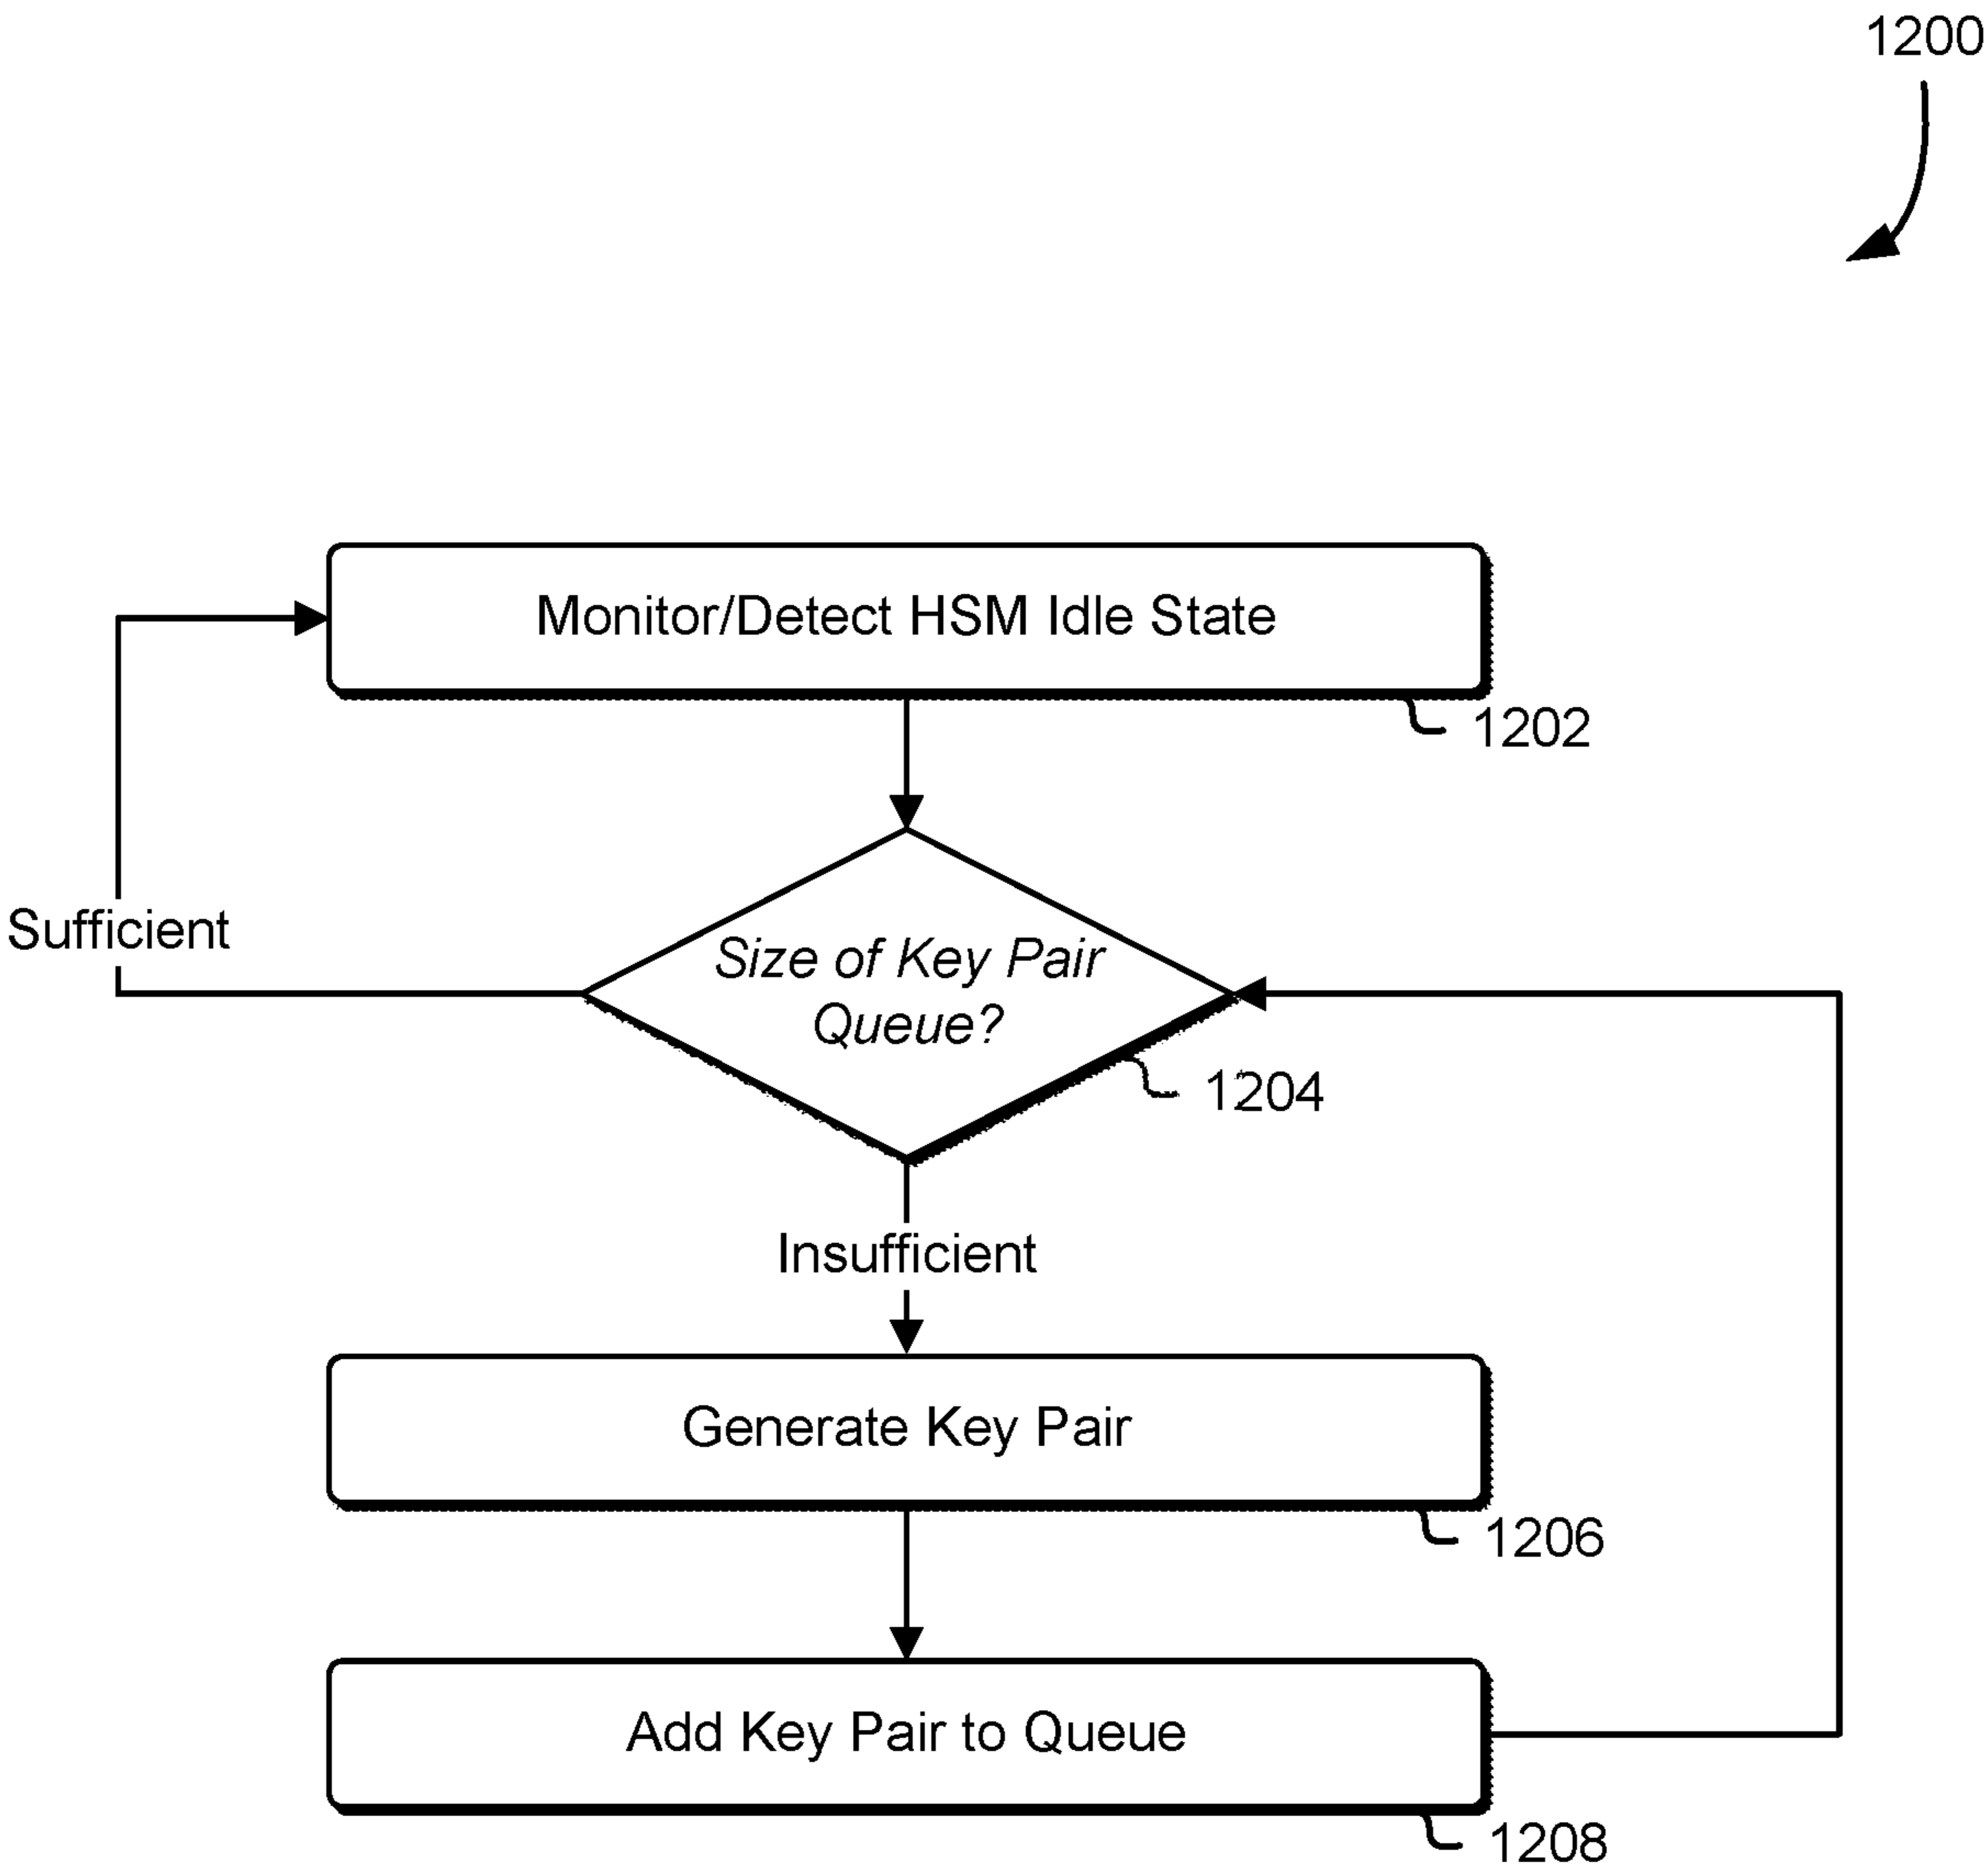 1200
Monitor/Detect HSM Idle State
1202
Sufficient
Size of Key Pair
Queue?
1204
Insufficient
Generate Key Pair
1206
Add Key Pair to Queue
1208